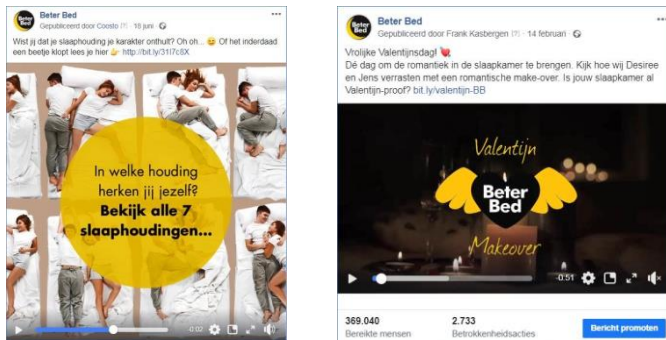 Beter Bed
Gepubliceerd door Coosto [?] · 18 juni ·
Wist jij dat je slaaphouding je karakter onthult? Oh oh... 😏 Of het inderdaad
een beetje klopt lees je hier 👉 http://bit.ly/31I7c8X
In welke houding
herken jij jezelf?
Bekijk alle 7
slaaphoudingen...
-0:02
Beter Bed
Gepubliceerd door Frank Kasbergen [?] · 14 februari ·
Vrolijke Valentijnsdag! 💘
Dé dag om de romantiek in de slaapkamer te brengen. Kijk hoe wij Desiree
en Jens verrasten met een romantische make-over. Is jouw slaapkamer al
Valentijn-proof? bit.ly/valentijn-BB
Valentijn
Beter
Bed
Makeover
-0:51
369.040
Bereikte mensen
2.733
Betrokkenheidsacties
Bericht promoten